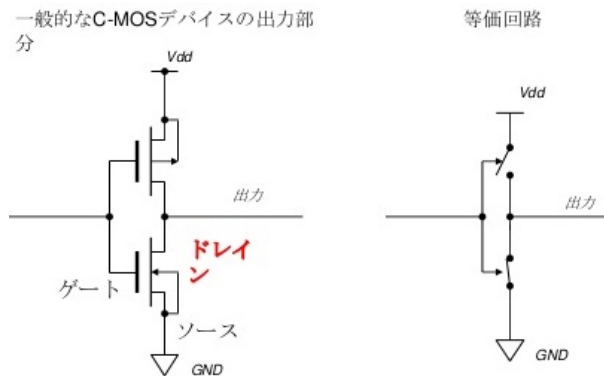 一般的なC-MOSデバイスの出力部
分
等価回路
Vdd
Vdd
出力
出力
ドレイ
ン
ゲート
ソース
GND
GND